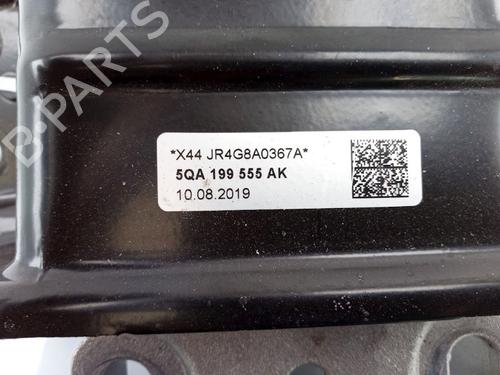 *X44 JR4G8A0367A*
5QA 199 555 AK
10.08.2019
B-PARTS